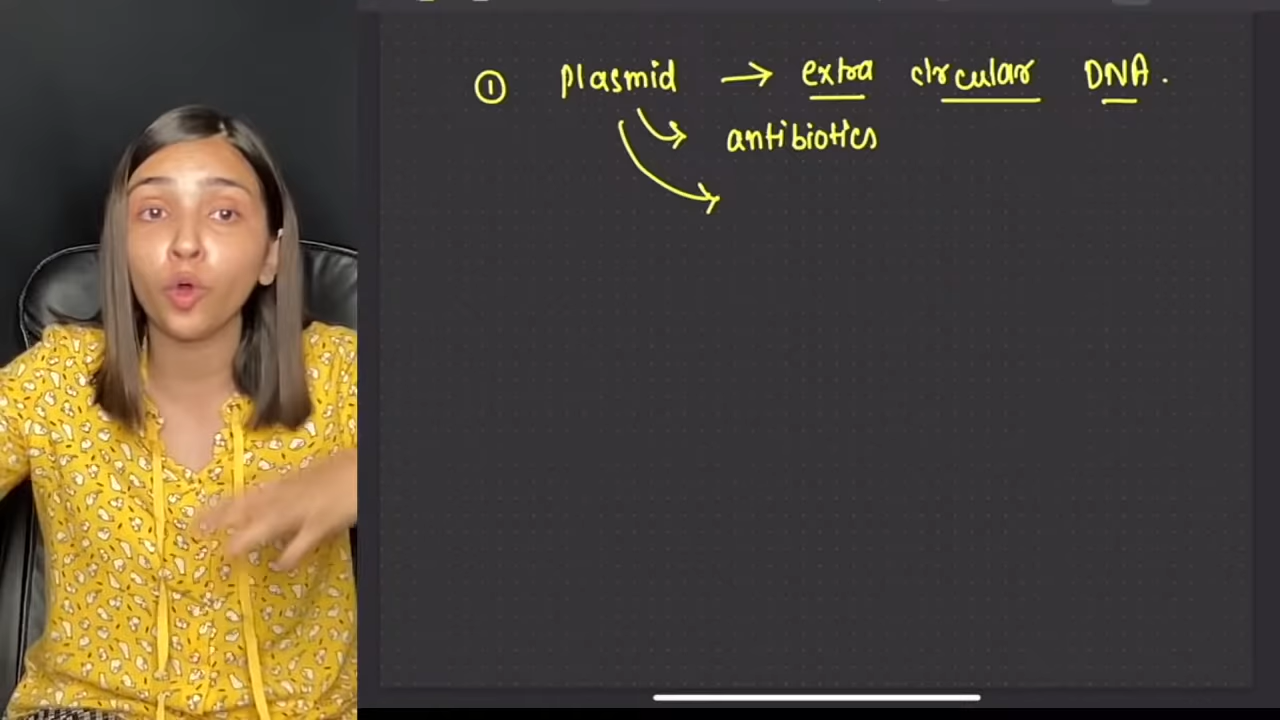 ① Plasmid → extra circular DNA.
→ antibiotics
→